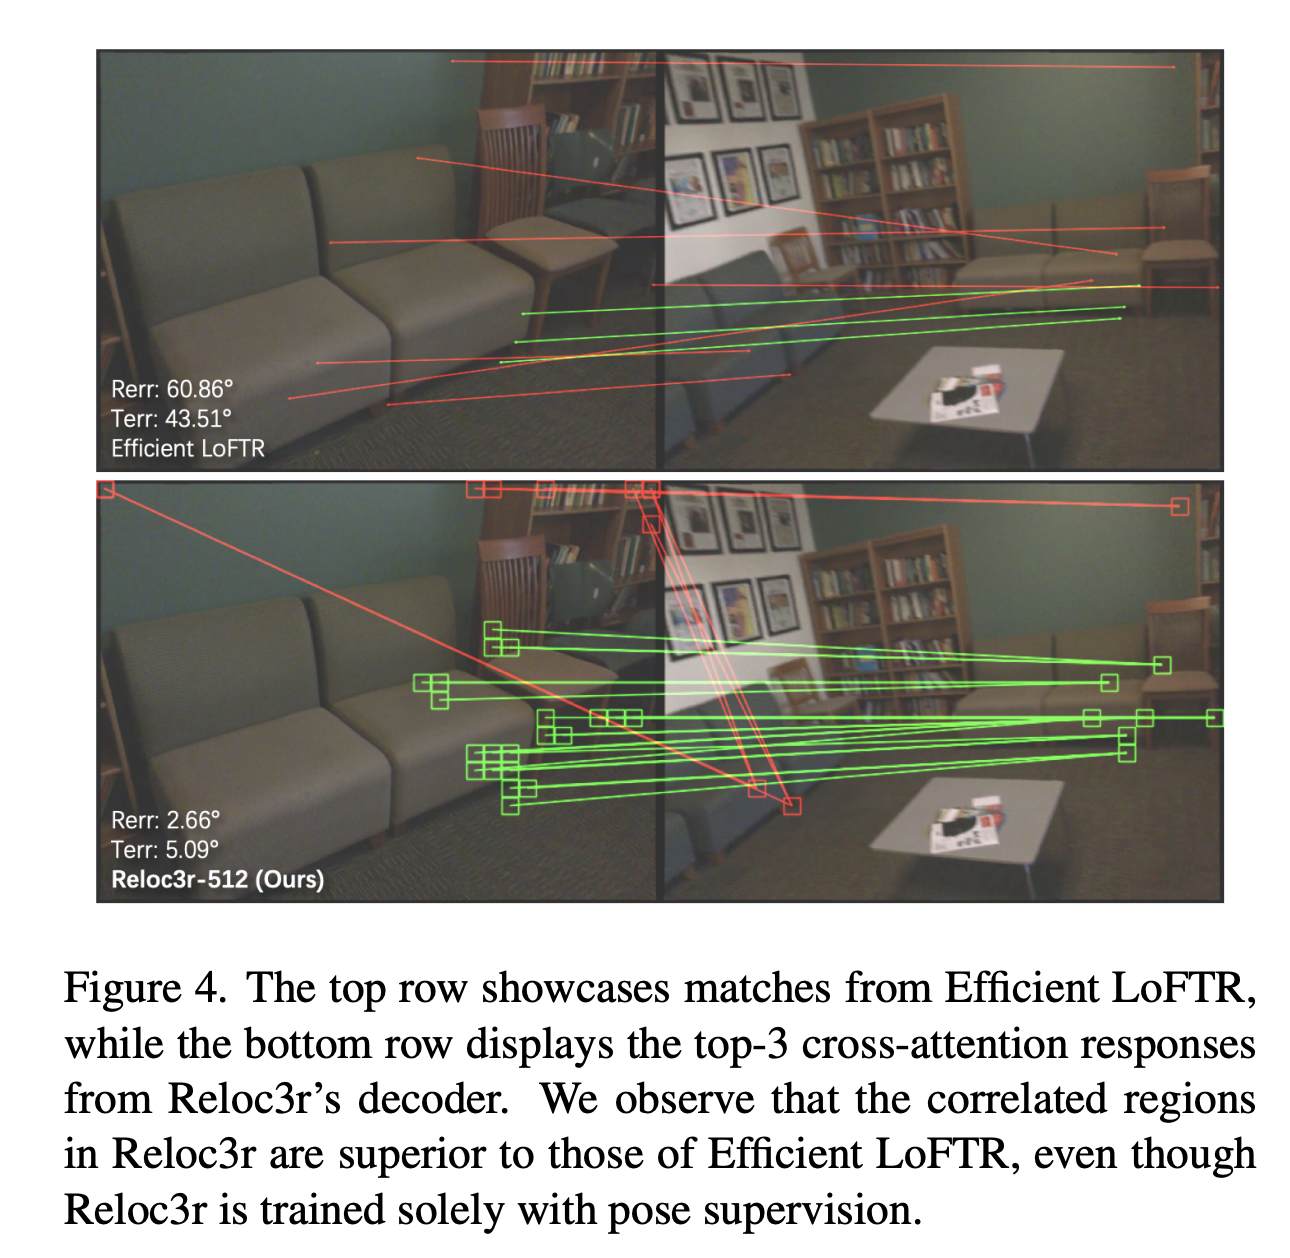 Rerr: 60.86°
Terr: 43.51°
Efficient LoFTR
Rerr: 2.66°
Terr: 5.09°
Reloc3r-512 (Ours)
Figure 4. The top row showcases matches from Efficient LoFTR,
while the bottom row displays the top-3 cross-attention responses
from Reloc3r’s decoder. We observe that the correlated regions
in Reloc3r are superior to those of Efficient LoFTR, even though
Reloc3r is trained solely with pose supervision.